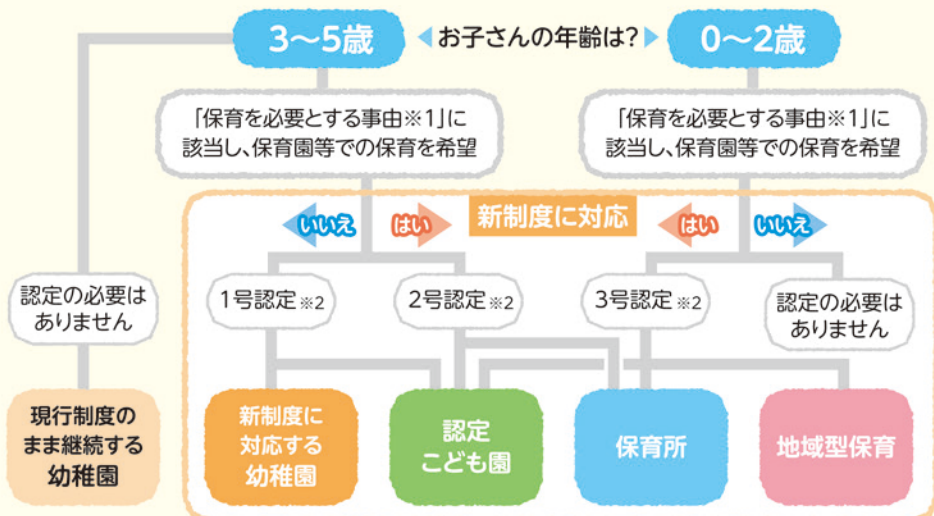 3～5歳
お子さんの年齢は?
0～2歳
「保育を必要とする事由※1」に
該当し、保育園等での保育を希望
「保育を必要とする事由※1」に
該当し、保育園等での保育を希望
いいえ
はい
新制度に対応
はい
いいえ
認定の必要は
ありません
1号認定※2
2号認定※2
3号認定※2
認定の必要は
ありません
現行制度の
まま継続する
幼稚園
新制度に
対応する
幼稚園
認定
こども園
保育所
地域型保育